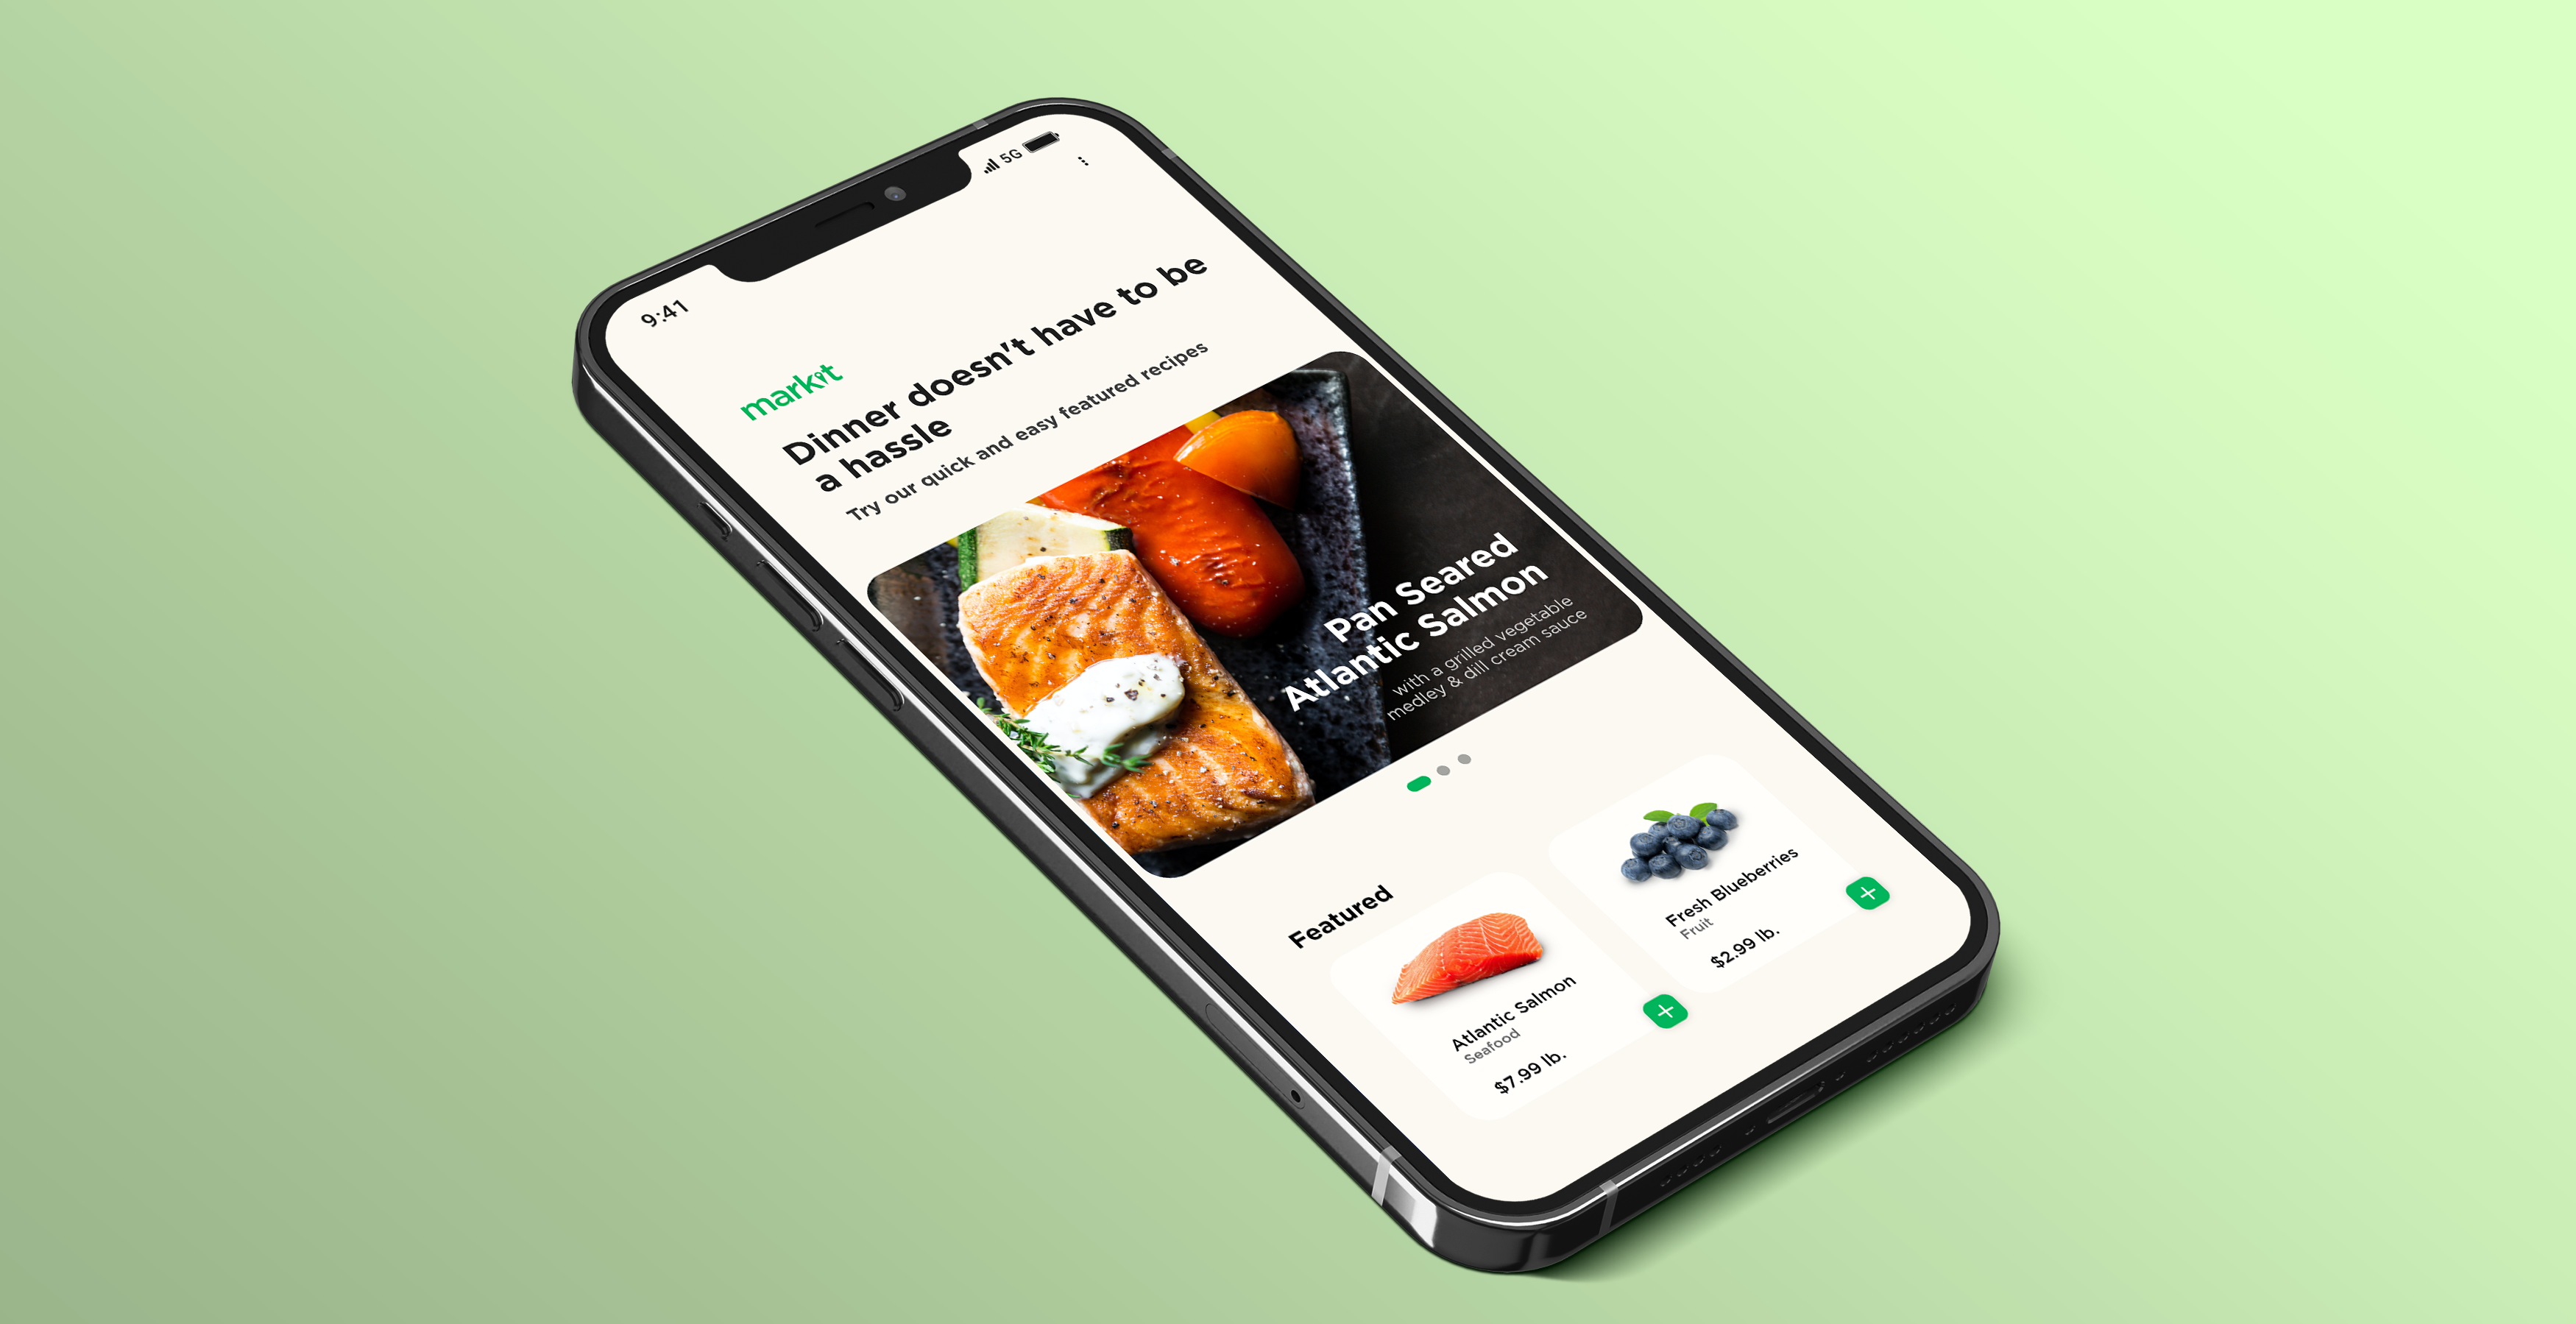 9:41
5G
markit
Dinner doesn't have to be
a hassle
Try our quick and easy featured recipes
Pan Seared
Atlantic Salmon
with a grilled vegetable
medley & dill cream sauce
Featured
Atlantic Salmon
Seafood
$7.99 lb.
Fresh Blueberries
Fruit
$2.99 lb.